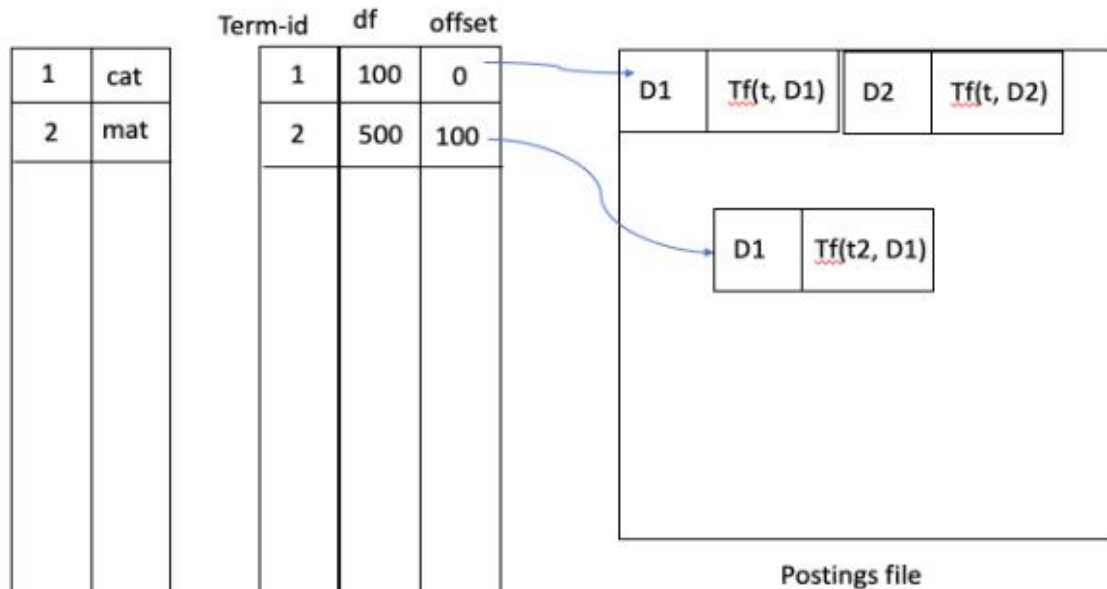 Term-id df offset
1 cat
2 mat
1 100 0
2 500 100
D1 Tf(t, D1) D2 Tf(t, D2)
D1 Tf(t2, D1)
Postings file